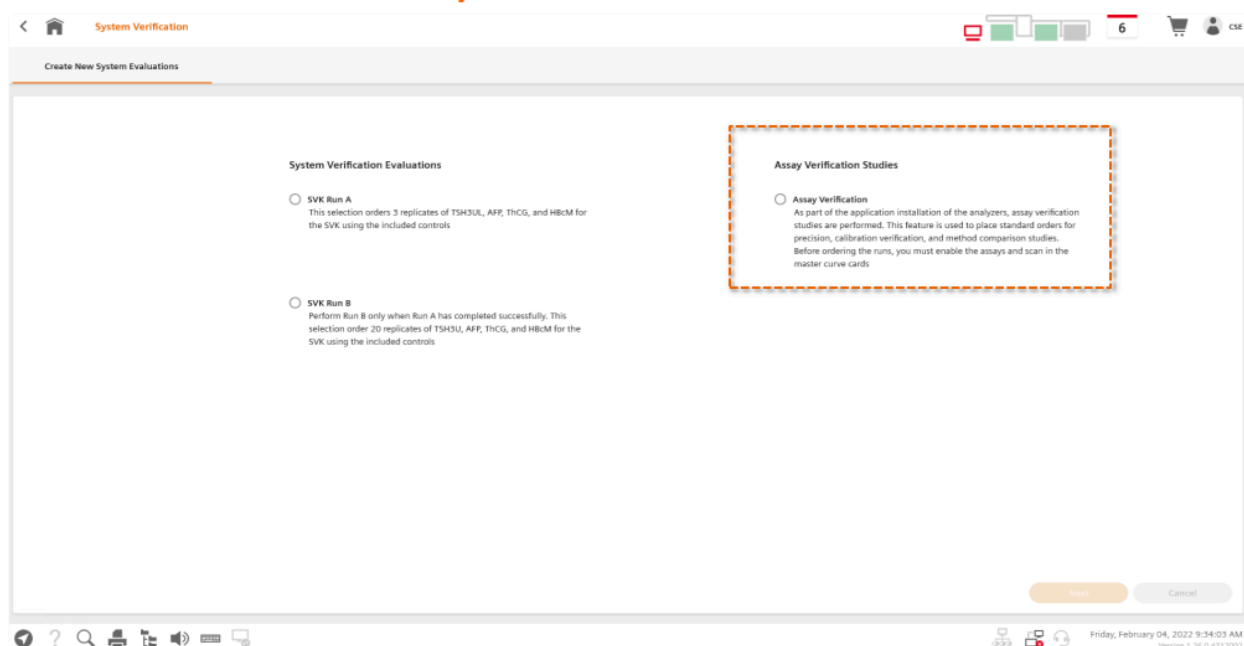 System Verification
6
CSE
Create New System Evaluations
System Verification Evaluations
SVK Run A
This selection orders 3 replicates of TSH3UL, AFP, ThCG, and HBcM for
the SVK using the included controls
SVK Run B
Perform Run B only when Run A has completed successfully. This
selection order 20 replicates of TSH3U, AFP, ThCG, and HBcM for the
SVK using the included controls
Assay Verification Studies
Assay Verification
As part of the application installation of the analyzers, assay verification
studies are performed. This feature is used to place standard orders for
precision, calibration verification, and method comparison studies.
Before ordering the runs, you must enable the assays and scan in the
master curve cards
Next
Cancel
Friday, February 04, 2022 9:34:03 AM